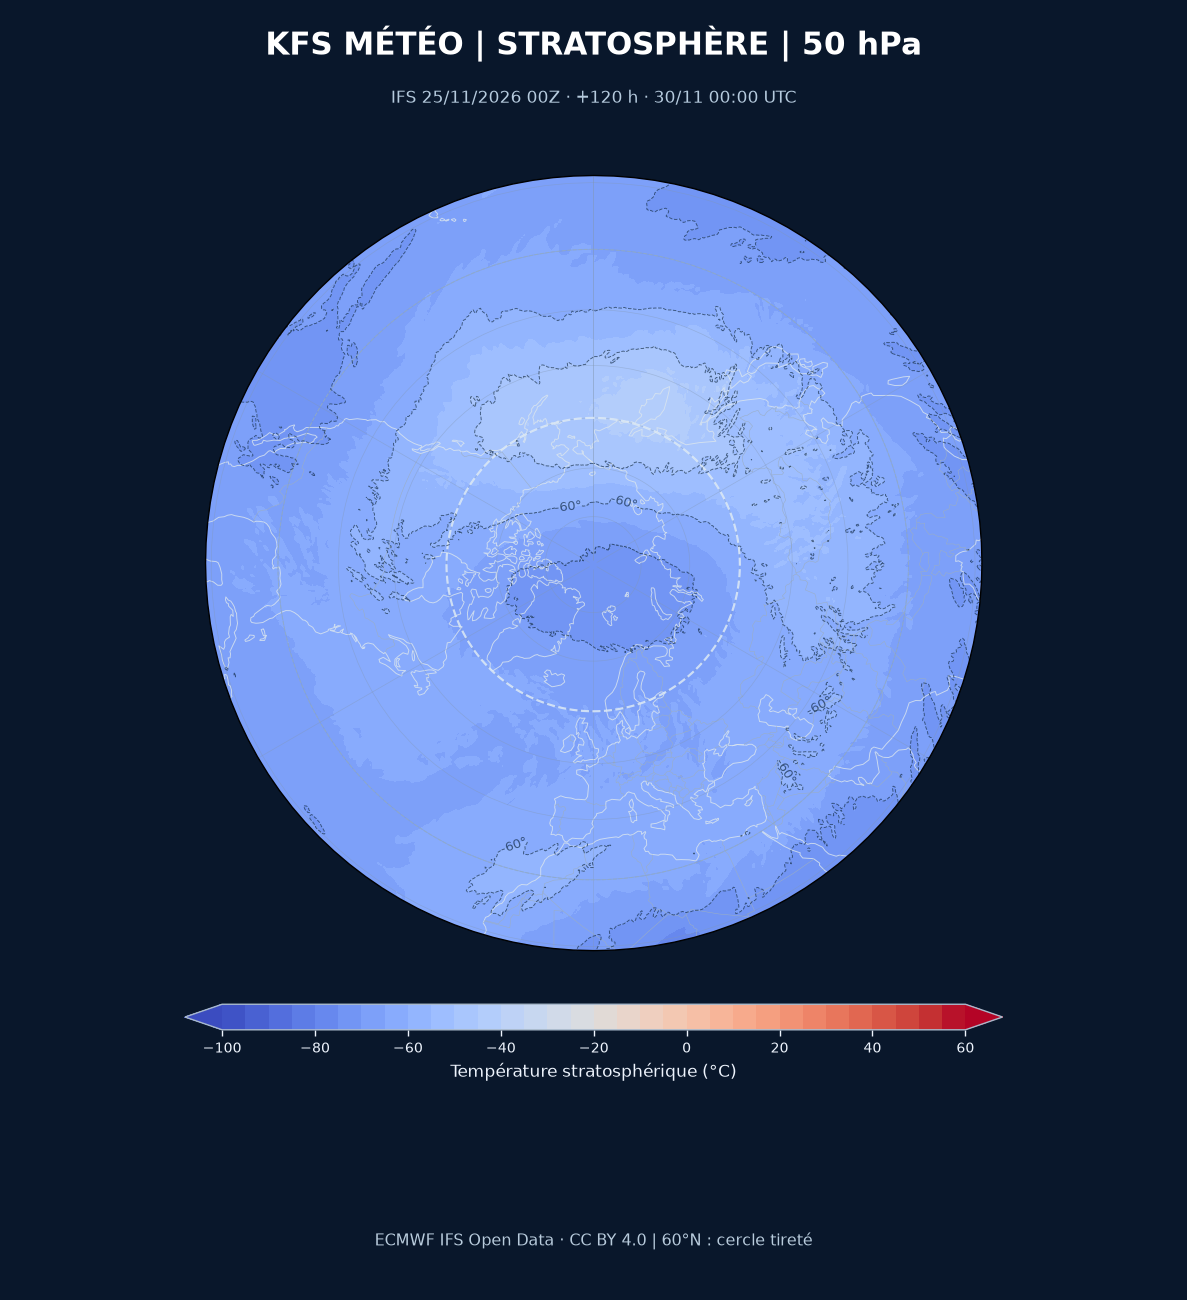 KFS MÉTÉO | STRATOSPHÈRE | 50 hPa
IFS 25/11/2026 00Z · +120 h · 30/11 00:00 UTC
-60°
-60°
-60°
-60°
-60°
−100 −80 −60 −40 −20 0 20 40 60
Température stratosphérique (°C)
ECMWF IFS Open Data · CC BY 4.0 | 60°N : cercle tireté